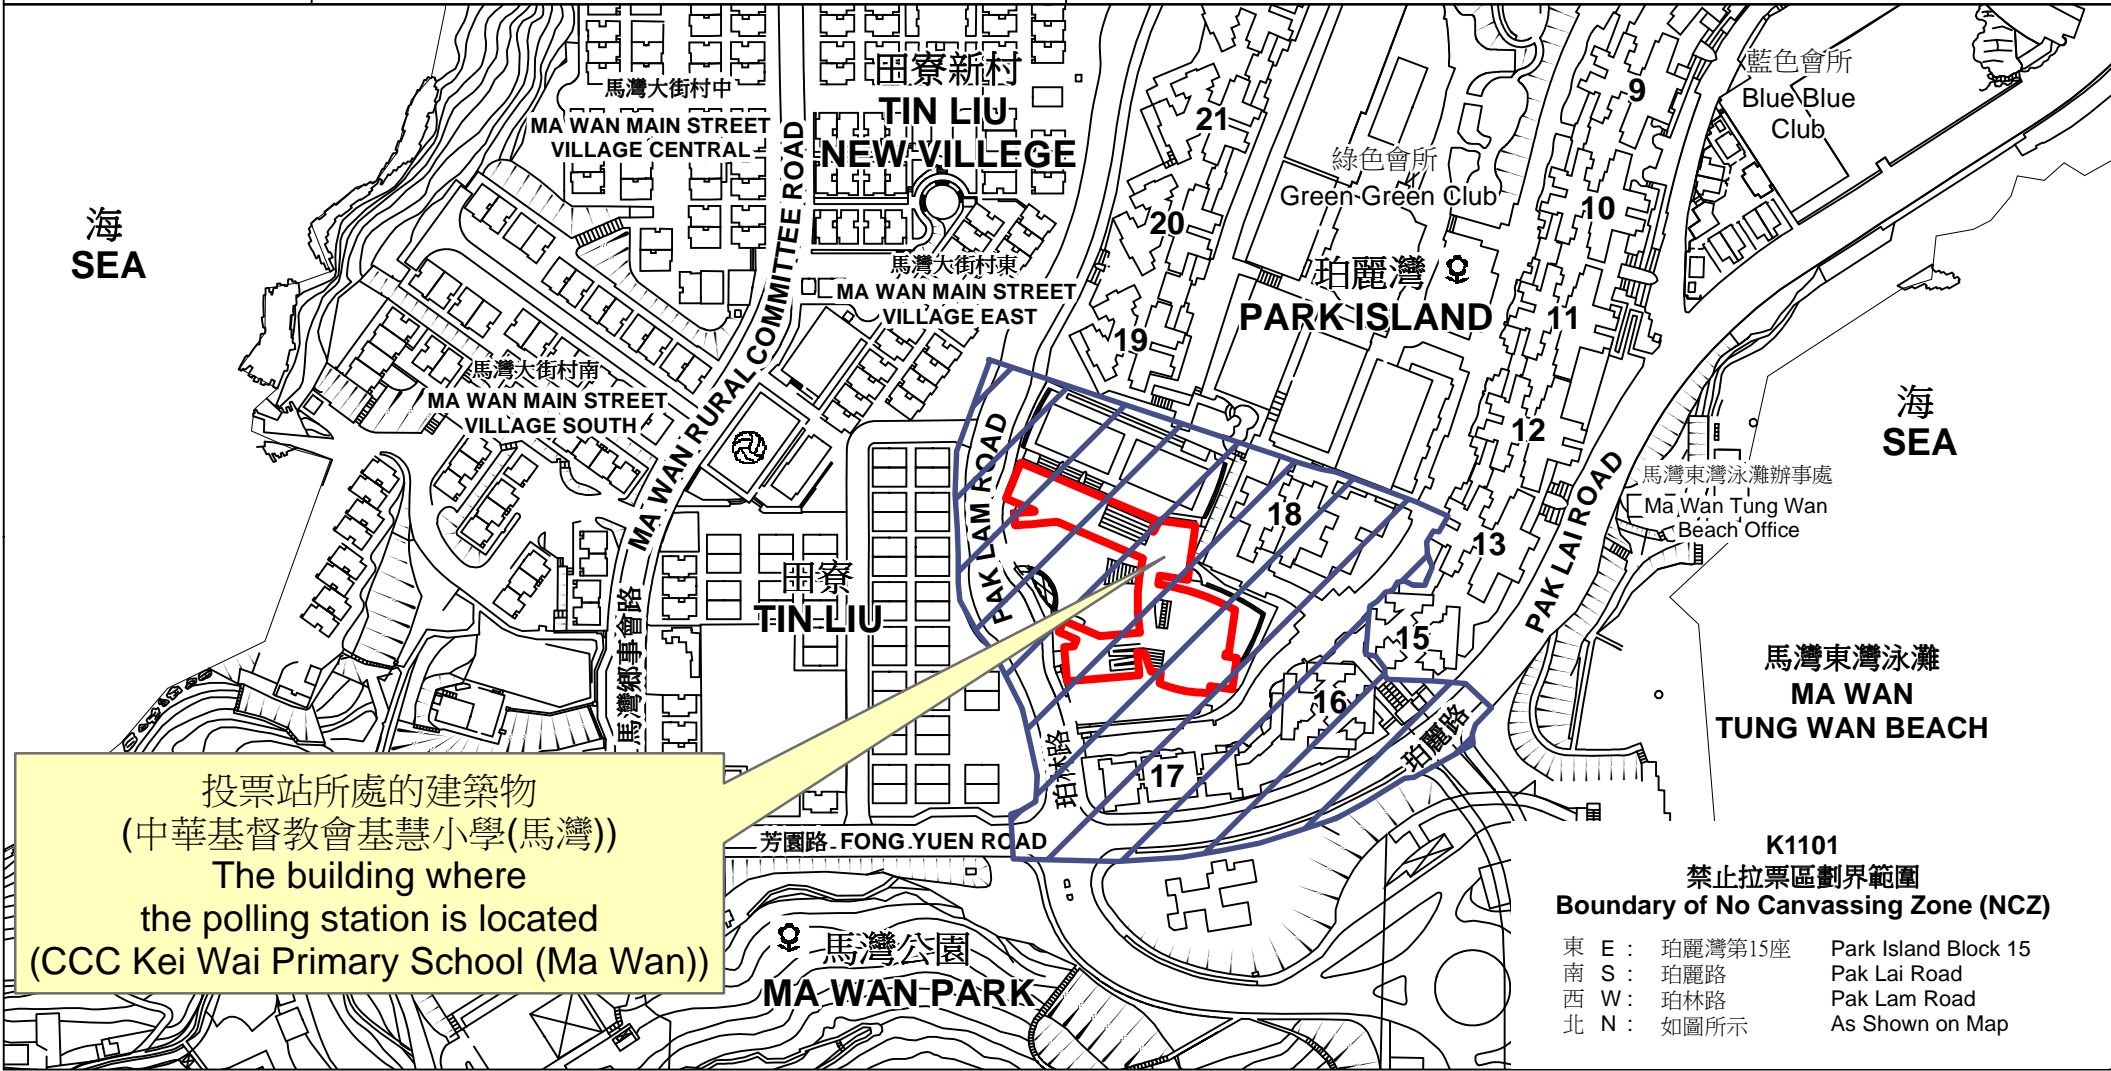 馬灣大街村中
MA WAN MAIN STREET
VILLAGE CENTRAL
田寮新村
TIN LIU
NEW VILLEGE
藍色會所
Blue Blue
Club
9
21
綠色會所
Green Green Club
10
20
海
SEA
MA WAN RURAL COMMITTEE ROAD
馬灣大街村東
MA WAN MAIN STREET
VILLAGE EAST
珀麗灣
PARK ISLAND
11
19
馬灣大街村南
MA WAN MAIN STREET
VILLAGE SOUTH
海
SEA
12
PAK LAM ROAD
PAK LAI ROAD
馬灣東灣泳灘辦事處
Ma Wan Tung Wan
Beach Office
18
13
田寮
TIN LIU
馬灣鄉事會路
15
馬灣東灣泳灘
MA WAN
TUNG WAN BEACH
16
珀麗路
珀林路
17
芳園路 FONG YUEN ROAD
投票站所處的建築物
(中華基督教會基慧小學(馬灣))
The building where
the polling station is located
(CCC Kei Wai Primary School (Ma Wan))
馬灣公園
MA WAN PARK
K1101
禁止拉票區劃界範圍
Boundary of No Canvassing Zone (NCZ)
東 E : 珀麗灣第15座 Park Island Block 15
南 S : 珀麗路 Pak Lai Road
西 W : 珀林路 Pak Lam Road
北 N : 如圖所示 As Shown on Map